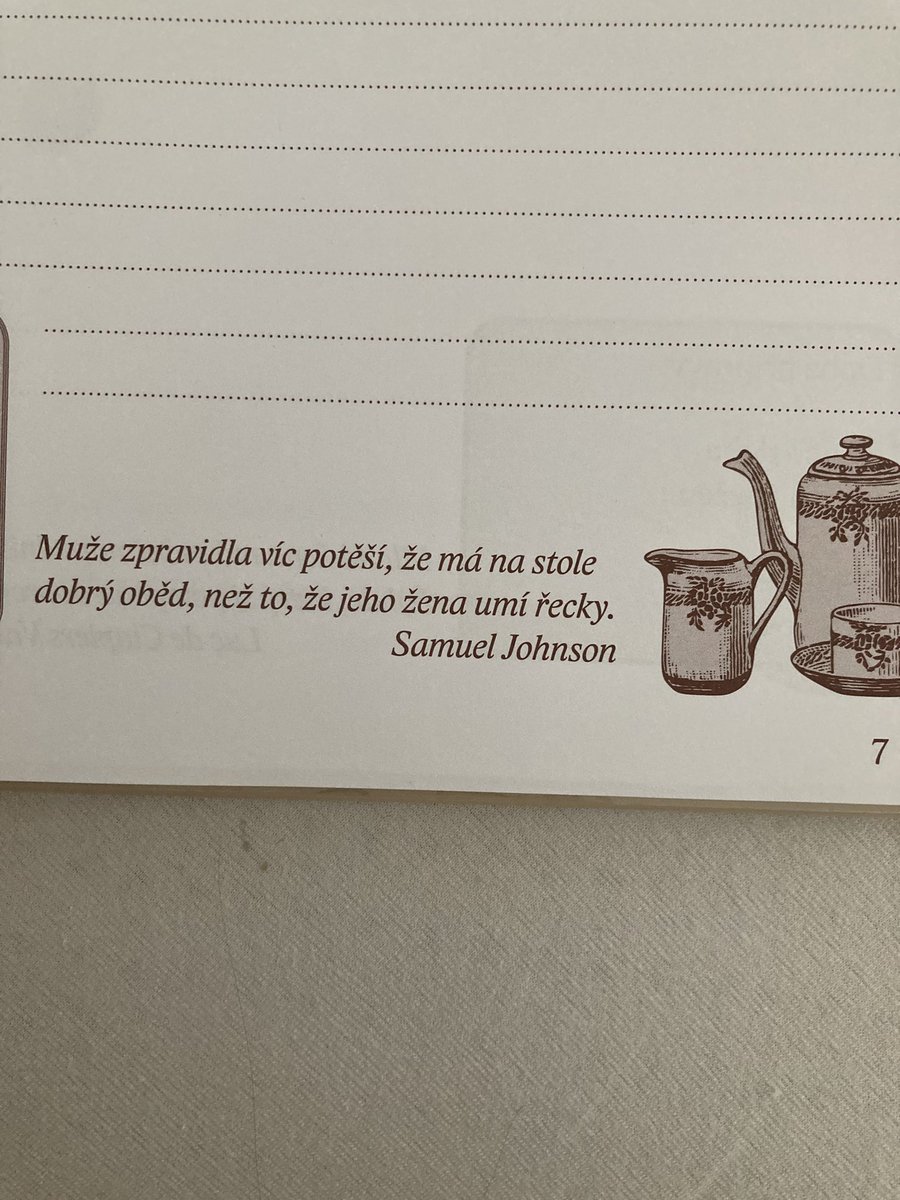 Muže zpravidla víc potěší, že má na stole
dobrý oběd, než to, že jeho žena umí řecky.
Samuel Johnson
7